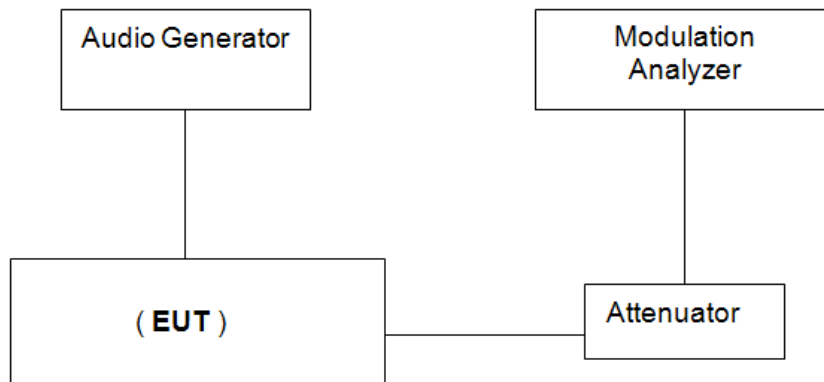 Audio Generator
Modulation
Analyzer
( EUT )
Attenuator